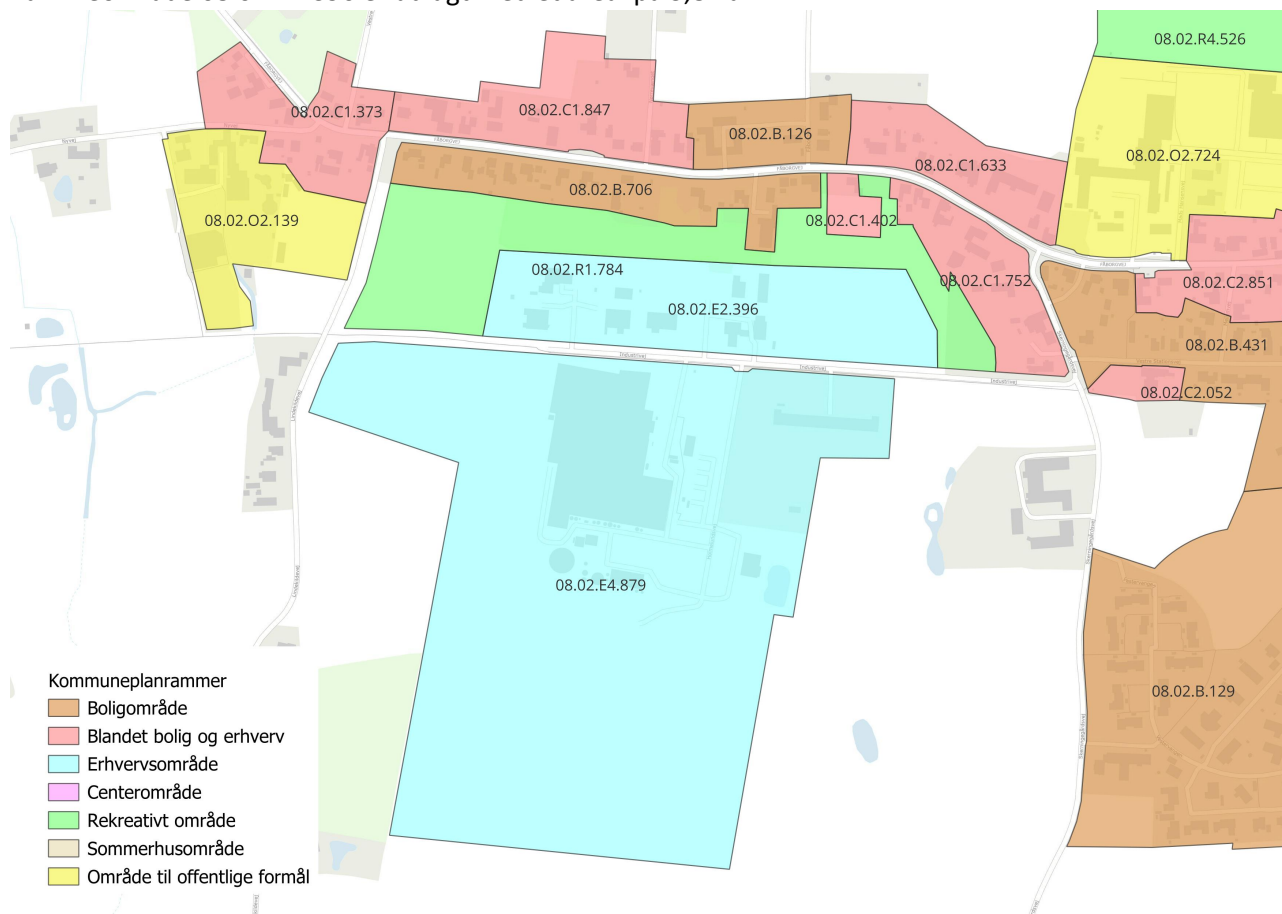 08.02.R4.526
08.02.C1.373
08.02.C1.847
08.02.B.126
08.02.O2.724
08.02.C1.633
08.02.B.706
08.02.O2.139
08.02.C1.402
08.02.R1.784
08.02.C1.752
08.02.C2.851
08.02.E2.396
08.02.B.431
Industrivej
Industrivej
Industrivej
08.02.C2.052
08.02.E4.879
08.02.B.129
Kommuneplanrammer
Boligområde
Blandet bolig og erhverv
Erhvervsområde
Centerområde
Rekreativt område
Sommerhusområde
Område til offentlige formål